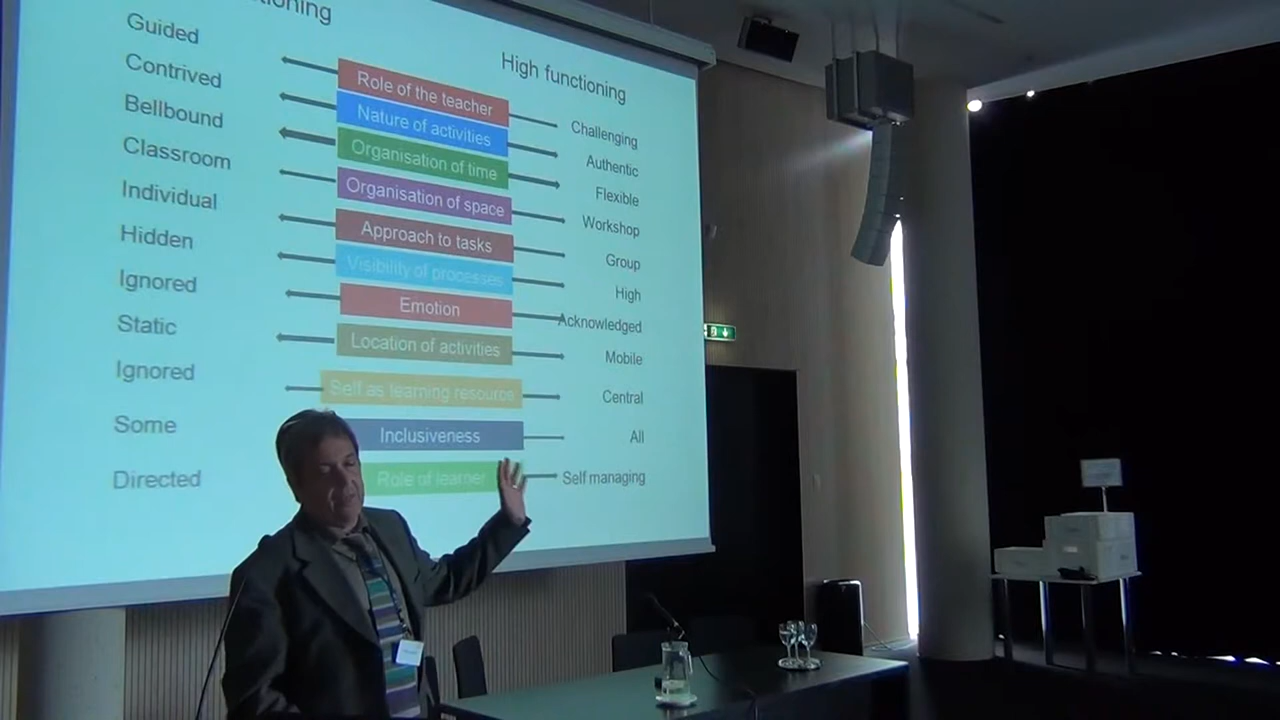 tioning
High functioning
Guided
Role of the teacher
Challenging
Contrived
Nature of activities
Authentic
Bellbound
Organisation of time
Flexible
Classroom
Organisation of space
Workshop
Individual
Approach to tasks
Group
Hidden
Visibility of processes
High
Ignored
Emotion
Acknowledged
Static
Location of activities
Mobile
Ignored
Self as learning resource
Central
Some
Inclusiveness
All
Directed
Role of learner
Self managing